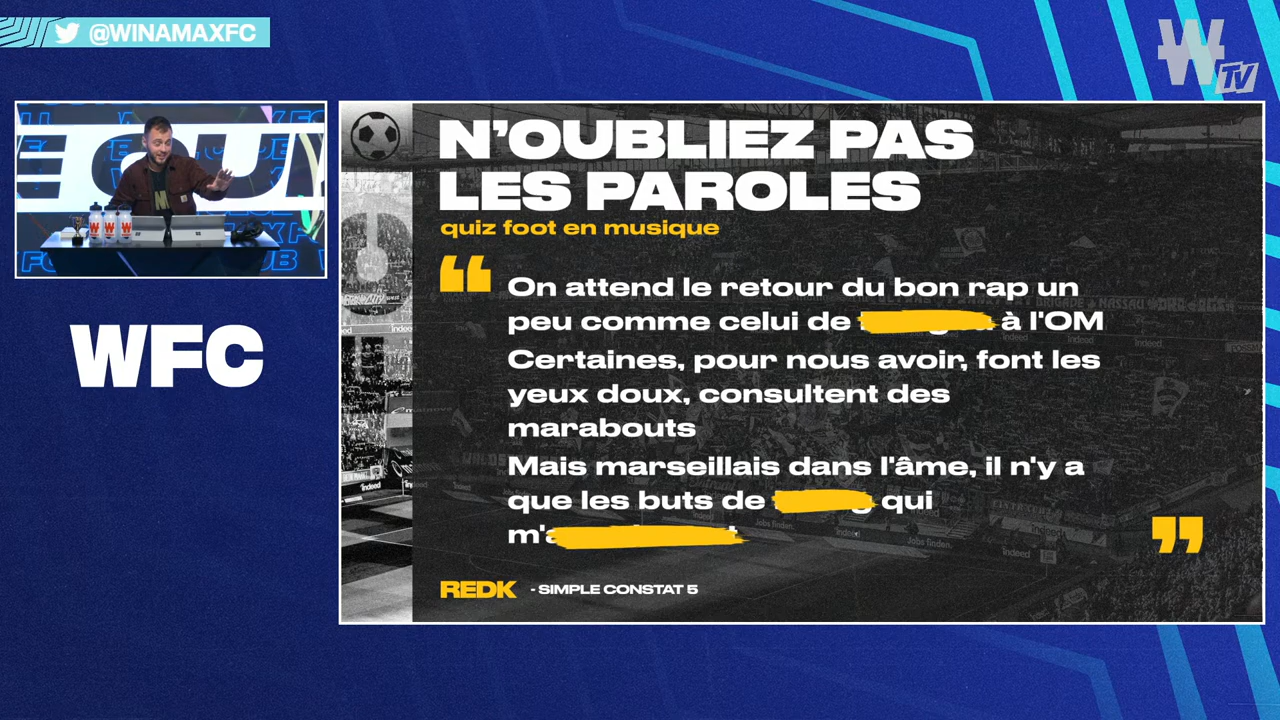 @WINAMAXFC
W TV
N'OUBLIEZ PAS
LES PAROLES
quiz foot en musique
On attend le retour du bon rap un
peu comme celui de à l'OM
Certaines, pour nous avoir, font les
yeux doux, consultent des
marabouts
Mais marseillais dans l'âme, il n'y a
que les buts de qui
m'a
REDK - SIMPLE CONSTAT 5
WFC